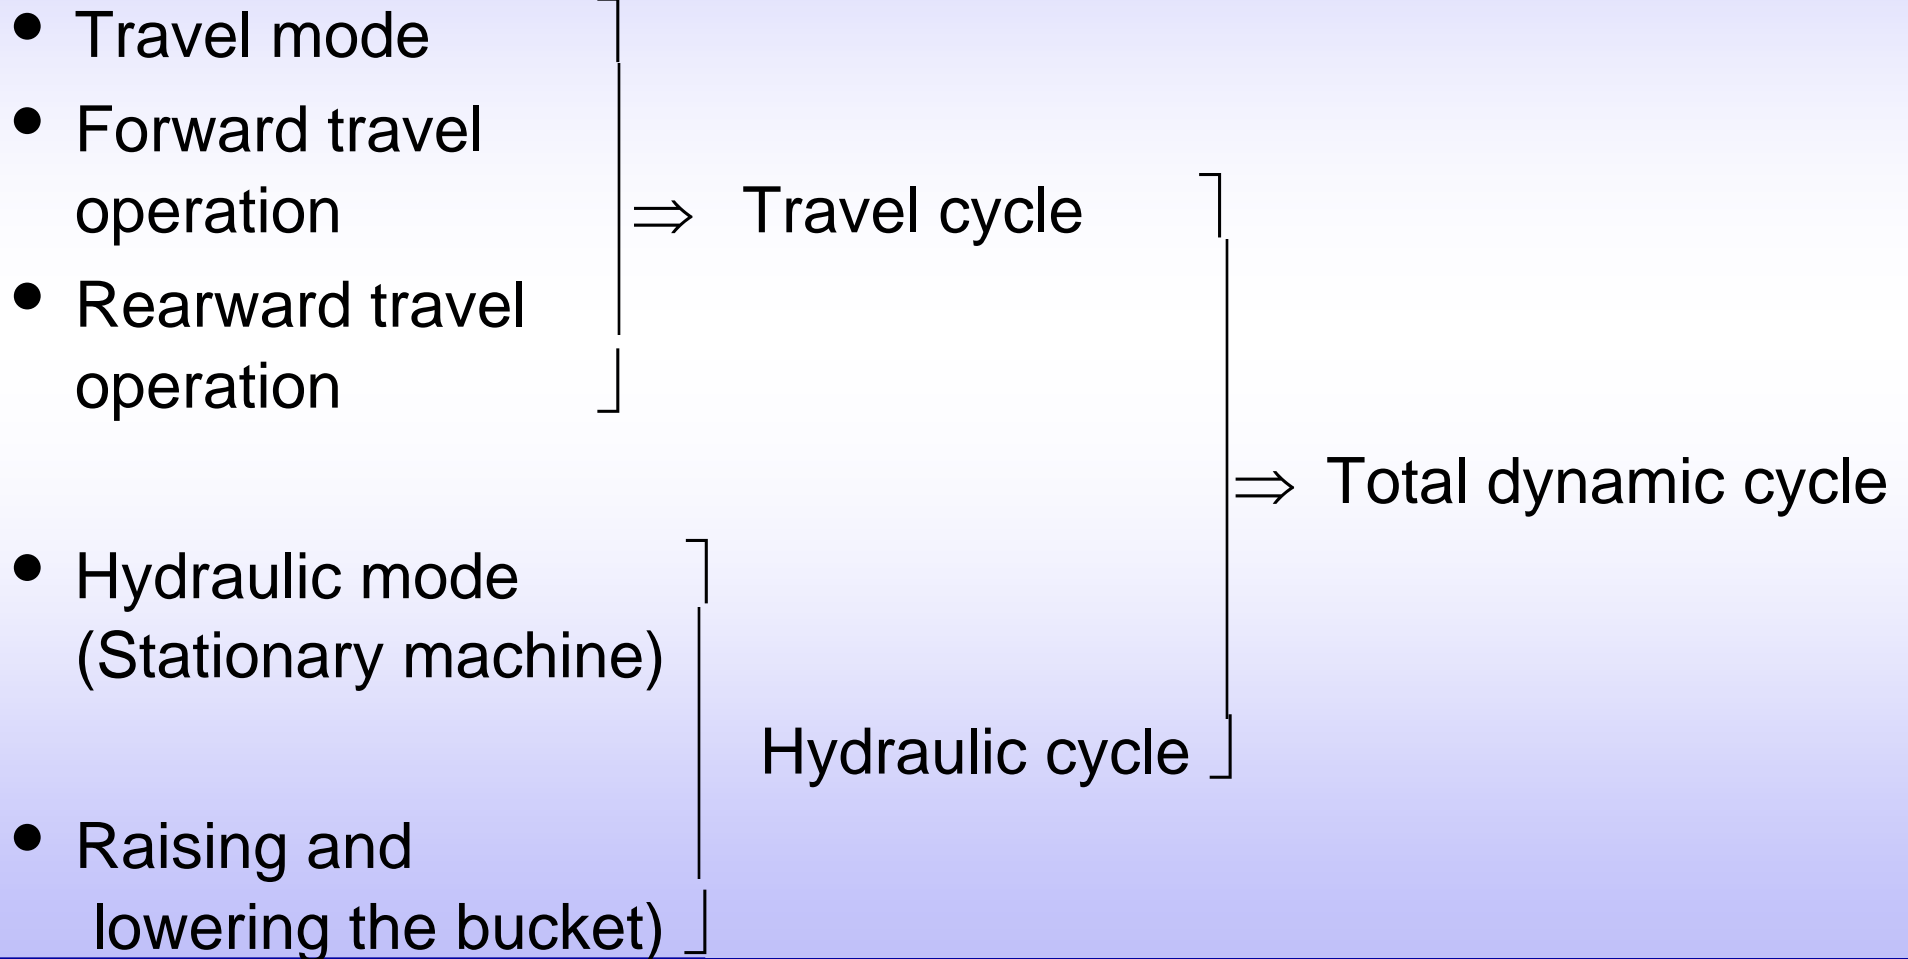 • Travel mode
• Forward travel
operation
⇒ Travel cycle
• Rearward travel
operation
⇒ Total dynamic cycle
• Hydraulic mode
(Stationary machine)
Hydraulic cycle
• Raising and
lowering the bucket)